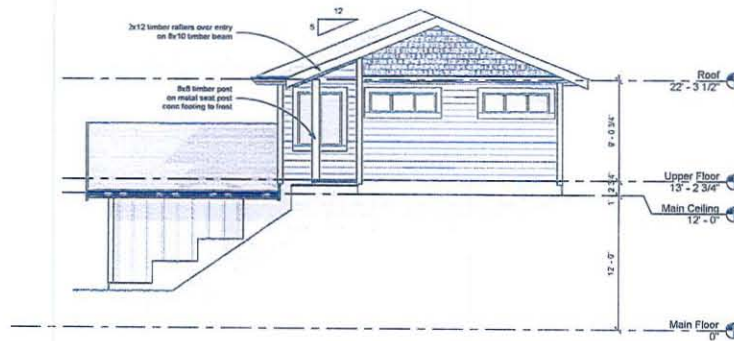 12
5
2x12 timber rafters over entry
on 8x10 timber beam
8x8 timber post
on metal seat post
conc footing to frost
Roof
22' - 3 1/2"
9' - 0 3/4"
Upper Floor
13' - 2 3/4"
1' - 2 3/4"
Main Ceiling
12' - 0"
12' - 0"
Main Floor
0"